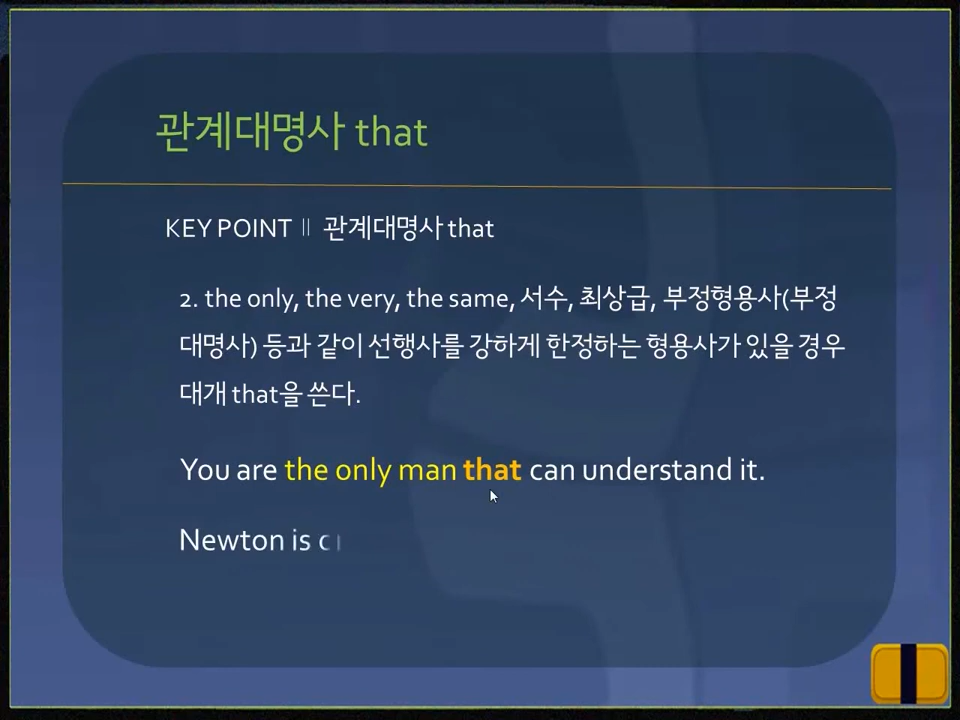 관계대명사 that
KEY POINT Ⅱ 관계대명사 that
2. the only, the very, the same, 서수, 최상급, 부정형용사(부정
대명사) 등과 같이 선행사를 강하게 한정하는 형용사가 있을 경우
대개 that을 쓴다.
You are the only man that can understand it.
Newton is